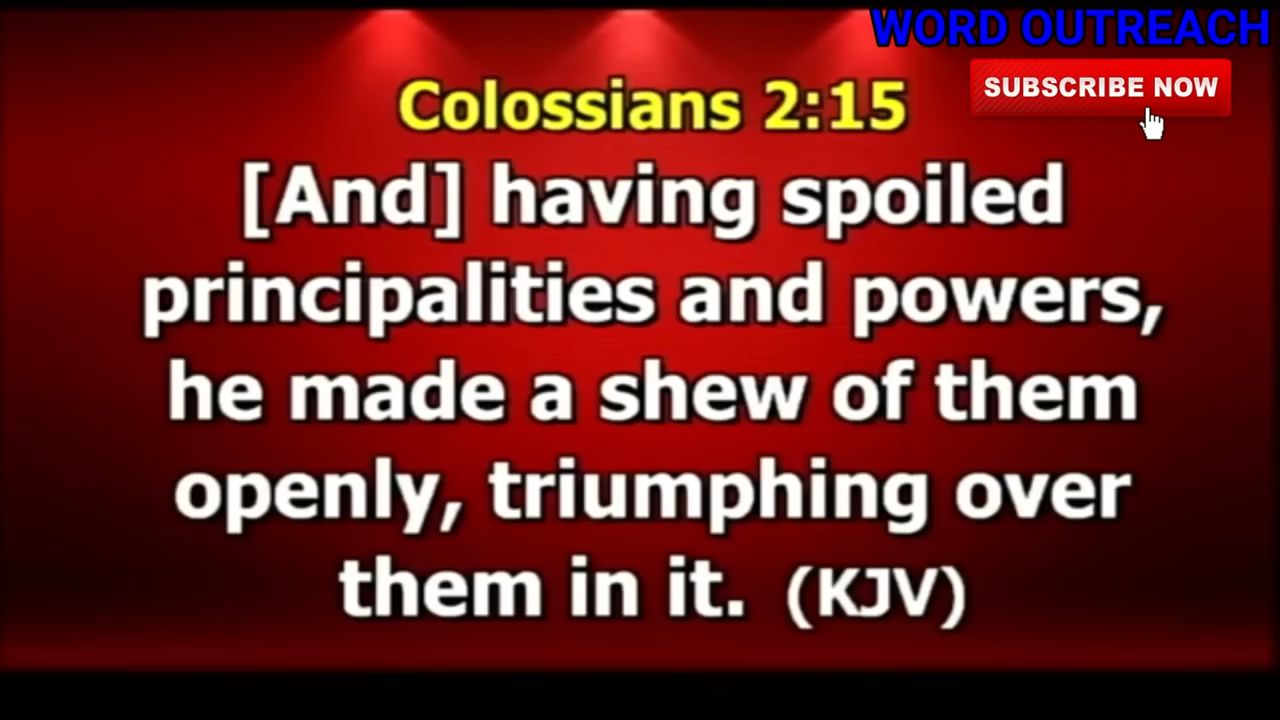 WORD OUTREACH
SUBSCRIBE NOW
Colossians 2:15
[And] having spoiled
principalities and powers,
he made a shew of them
openly, triumphing over
them in it. (KJV)